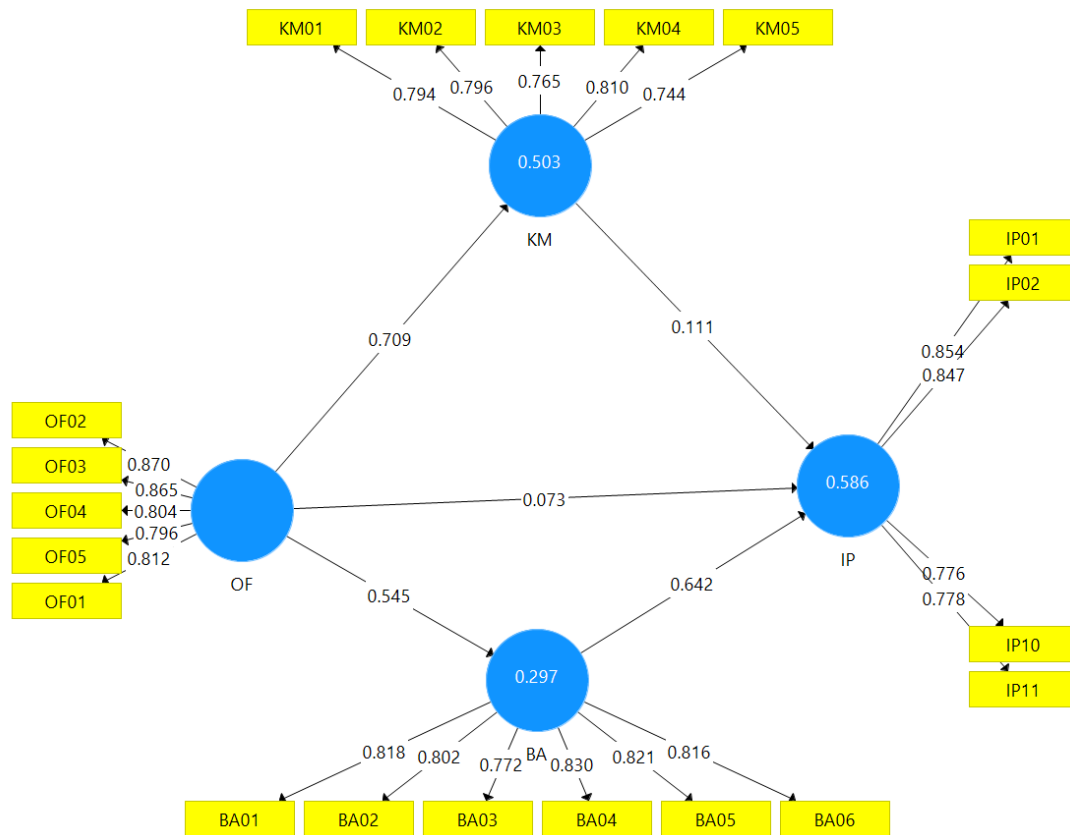 KM01 KM02 KM03 KM04 KM05
0.794 0.796 0.765 0.810 0.744
0.503
KM
IP01
IP02
0.709
0.111
0.854
0.847
OF02
OF03
OF04
OF05
OF01
0.870
0.865
0.804
0.796
0.812
OF
0.073
0.586
IP
0.545
0.642
0.776
0.778
IP10
IP11
0.297
BA
0.818 0.802 0.772 0.830 0.821 0.816
BA01 BA02 BA03 BA04 BA05 BA06